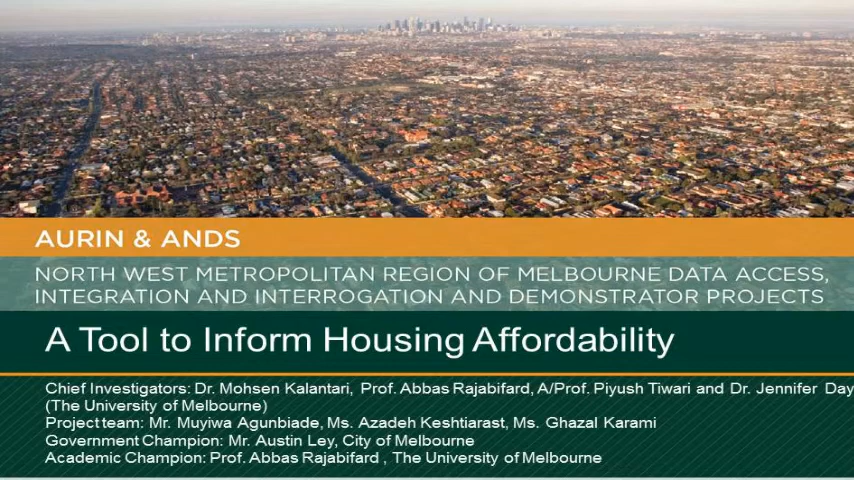 AURIN & ANDS
NORTH WEST METROPOLITAN REGION OF MELBOURNE DATA ACCESS,
INTEGRATION AND INTERROGATION AND DEMONSTRATOR PROJECTS
A Tool to Inform Housing Affordability
Chief Investigators: Dr. Mohsen Kalantari, Prof. Abbas Rajabifard, A/Prof. Piyush Tiwari and Dr. Jennifer Day
(The University of Melbourne)
Project team: Mr. Muyiwa Agunbiade, Ms. Azadeh Keshtiarast, Ms. Ghazal Karami
Government Champion: Mr. Austin Ley, City of Melbourne
Academic Champion: Prof. Abbas Rajabifard , The University of Melbourne